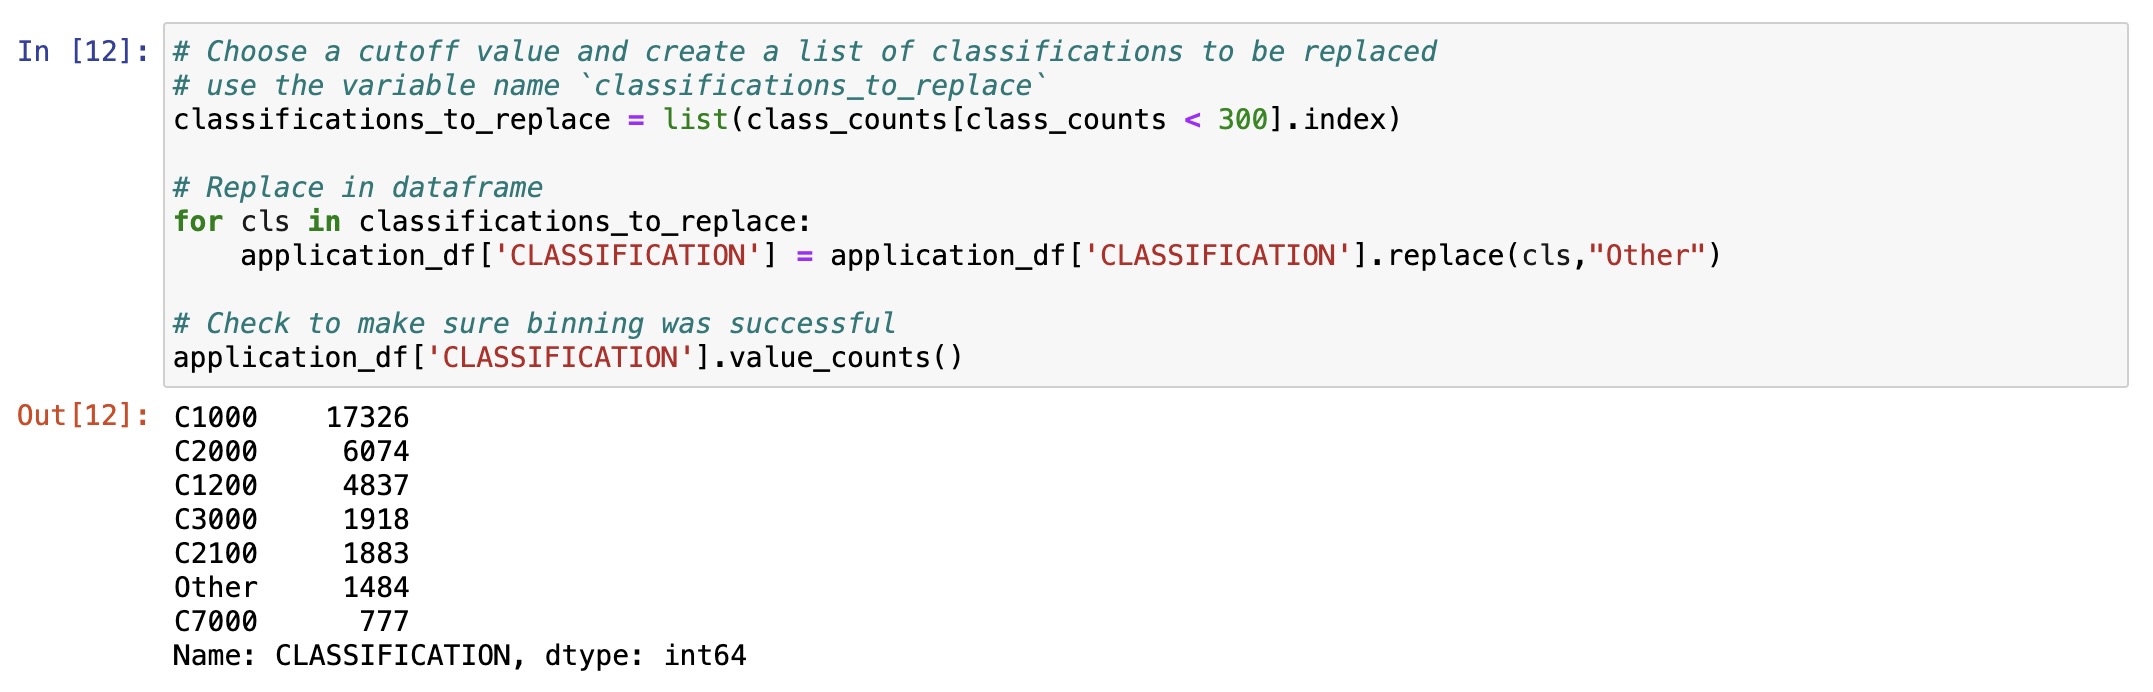 In [12]: # Choose a cutoff value and create a list of classifications to be replaced
# use the variable name `classifications_to_replace`
classifications_to_replace = list(class_counts[class_counts < 300].index)

# Replace in dataframe
for cls in classifications_to_replace:
    application_df['CLASSIFICATION'] = application_df['CLASSIFICATION'].replace(cls,"Other")

# Check to make sure binning was successful
application_df['CLASSIFICATION'].value_counts()
Out[12]: C1000    17326
C2000     6074
C1200     4837
C3000     1918
C2100     1883
Other     1484
C7000      777
Name: CLASSIFICATION, dtype: int64